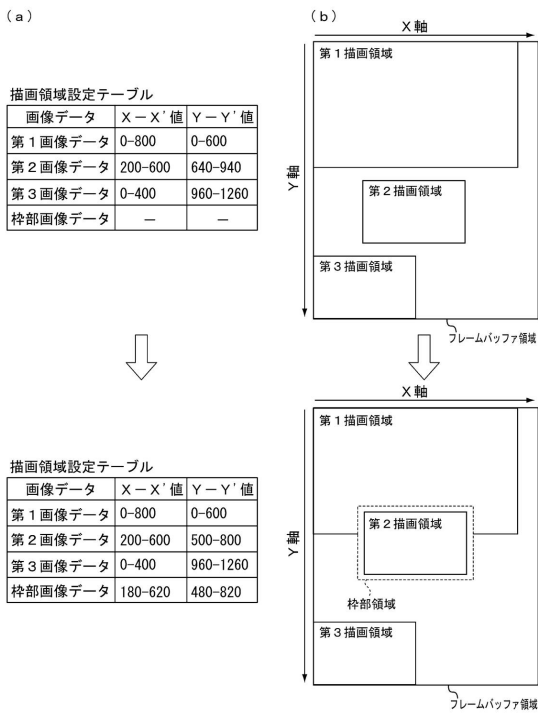 (a)
描画領域設定テーブル
画像データ X－X'値 Y－Y'値
第1画像データ 0-800 0-600
第2画像データ 200-600 640-940
第3画像データ 0-400 960-1260
枠部画像データ － －
(b)
X軸
Y軸
第1描画領域
第2描画領域
第3描画領域
フレームバッファ領域
描画領域設定テーブル
画像データ X－X'値 Y－Y'値
第1画像データ 0-800 0-600
第2画像データ 200-600 500-800
第3画像データ 0-400 960-1260
枠部画像データ 180-620 480-820
X軸
Y軸
第1描画領域
第2描画領域
枠部領域
第3描画領域
フレームバッファ領域